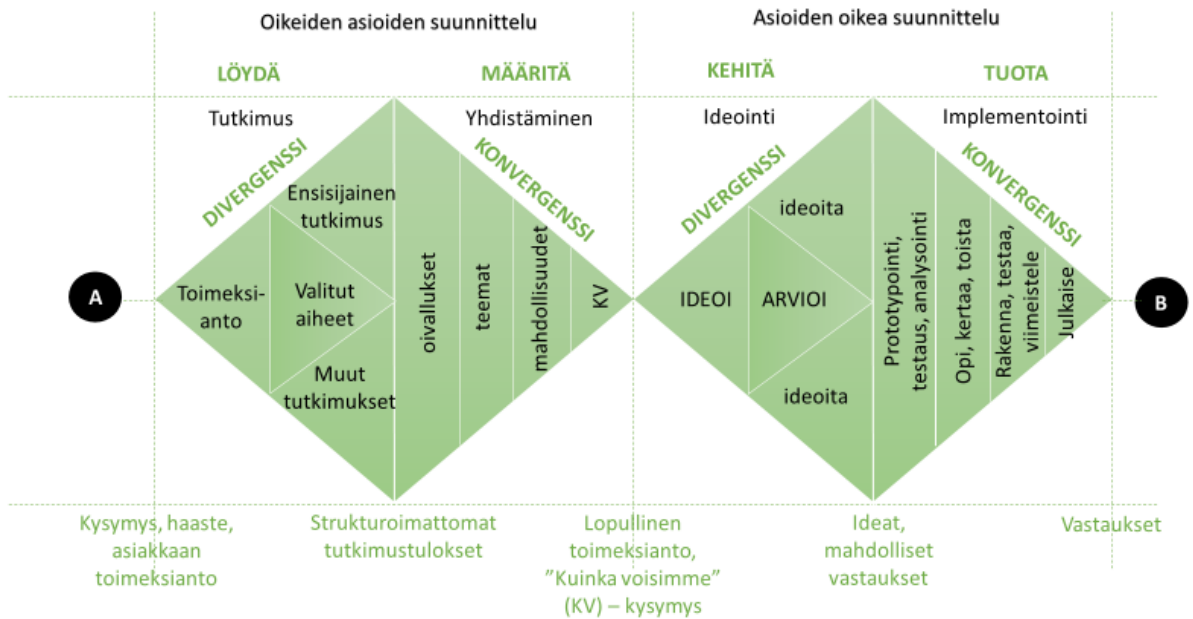 Oikeiden asioiden suunnittelu
Asioiden oikea suunnittelu
LÖYDÄ
MÄÄRITÄ
KEHITÄ
TUOTA
Tutkimus
Yhdistäminen
Ideointi
Implementointi
DIVERGENSSI
KONVERGENSSI
DIVERGENSSI
KONVERGENSSI
A
Toimeksi-
anto
Ensisijainen
tutkimus
Valitut
aiheet
Muut
tutkimukset
oivallukset
teemat
mahdollisuudet
KV
IDEOI
ideoita
ARVIOI
ideoita
Prototypointi,
testaus, analysointi
Opi, kertaa, toista
Rakenna, testaa,
viimeistele
Julkaise
B
Kysymys, haaste,
asiakkaan
toimeksianto
Strukturoimattomat
tutkimustulokset
Lopullinen
toimeksianto,
”Kuinka voisimme”
(KV) – kysymys
Ideat,
mahdolliset
vastaukset
Vastaukset